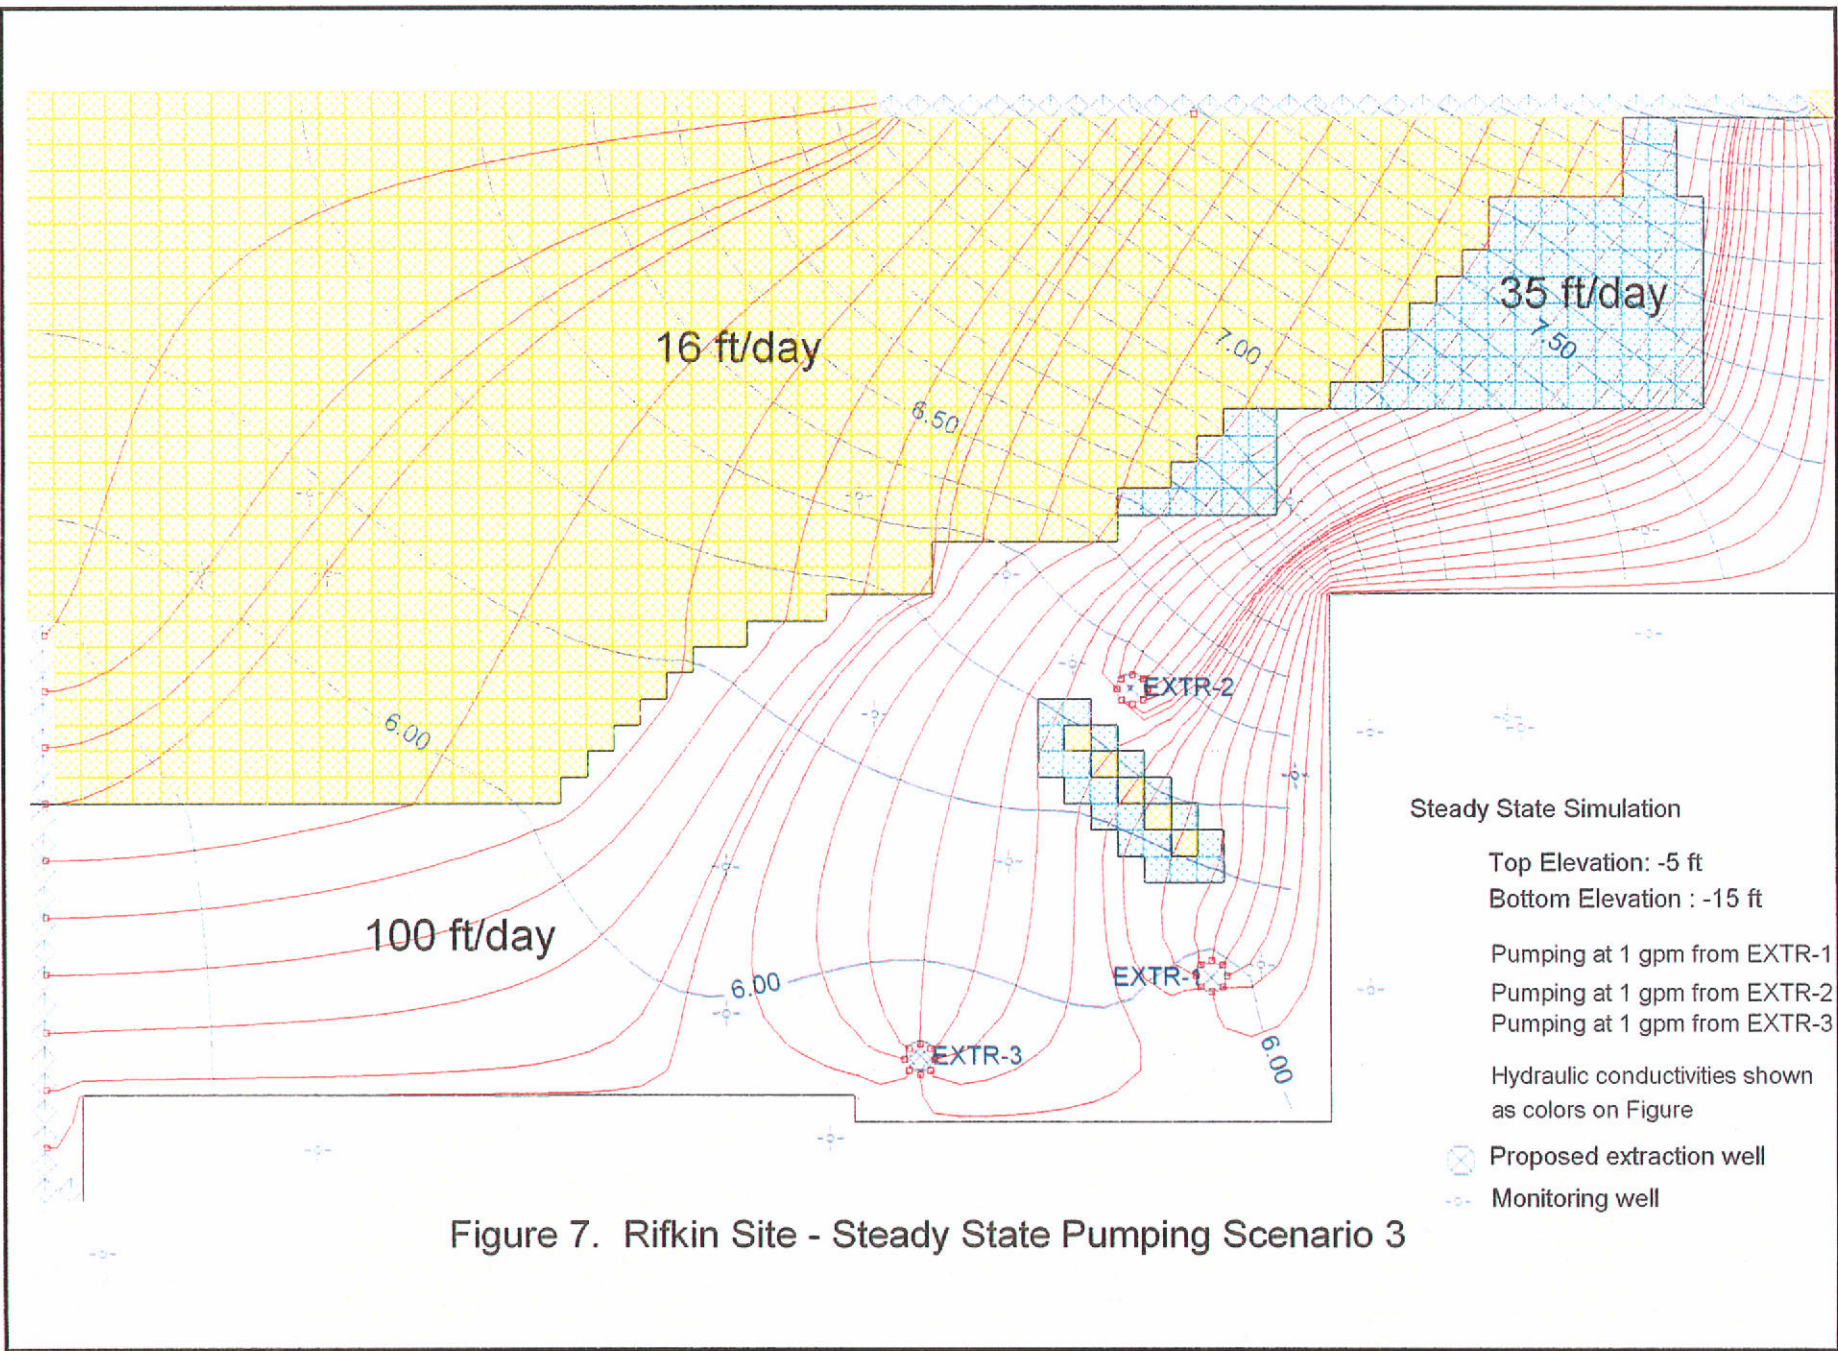 35 ft/day
7.50
16 ft/day
7.00
6.50
EXTR-2
6.00
Steady State Simulation
Top Elevation: -5 ft
Bottom Elevation : -15 ft
100 ft/day
Pumping at 1 gpm from EXTR-1
EXTR-1
6.00
Pumping at 1 gpm from EXTR-2
Pumping at 1 gpm from EXTR-3
EXTR-3
6.00
Hydraulic conductivities shown
as colors on Figure
Proposed extraction well
Monitoring well
Figure 7. Rifkin Site - Steady State Pumping Scenario 3